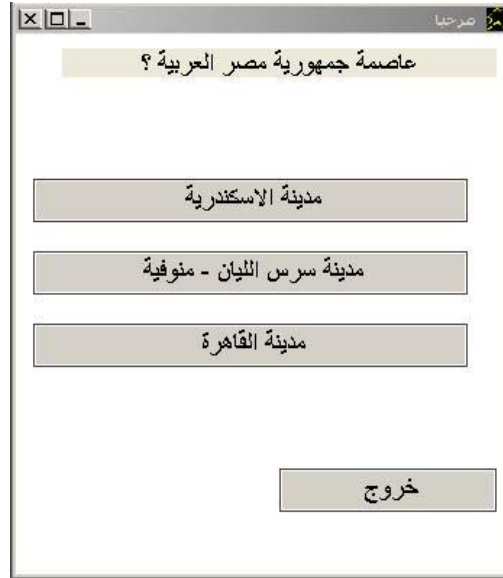 مرحبا
عاصمة جمهورية مصر العربية ؟
مدينة الاسكندرية
مدينة سرس الليان - منوفية
مدينة القاهرة
خروج